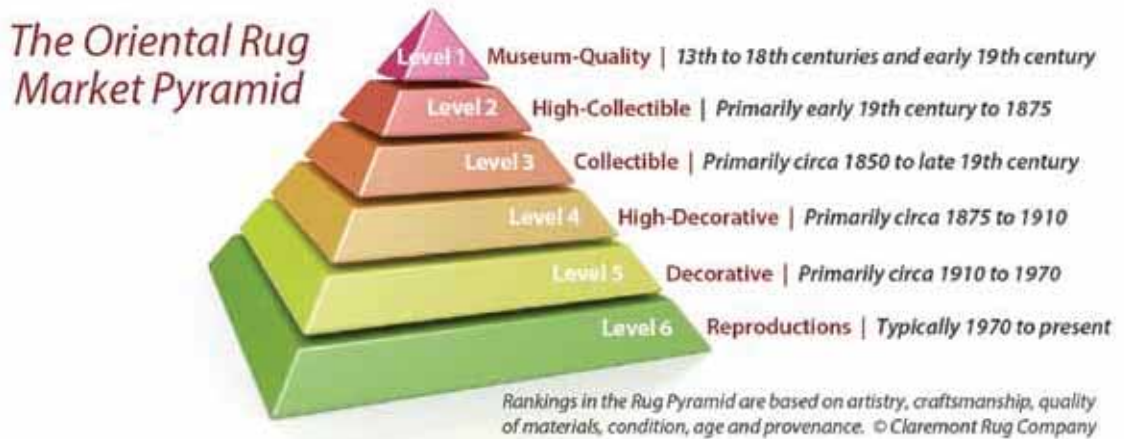 The Oriental Rug
Market Pyramid
Level 1 Museum-Quality | 13th to 18th centuries and early 19th century
Level 2 High-Collectible | Primarily early 19th century to 1875
Level 3 Collectible | Primarily circa 1850 to late 19th century
Level 4 High-Decorative | Primarily circa 1875 to 1910
Level 5 Decorative | Primarily circa 1910 to 1970
Level 6 Reproductions | Typically 1970 to present
Rankings in the Rug Pyramid are based on artistry, craftsmanship, quality
of materials, condition, age and provenance. © Claremont Rug Company